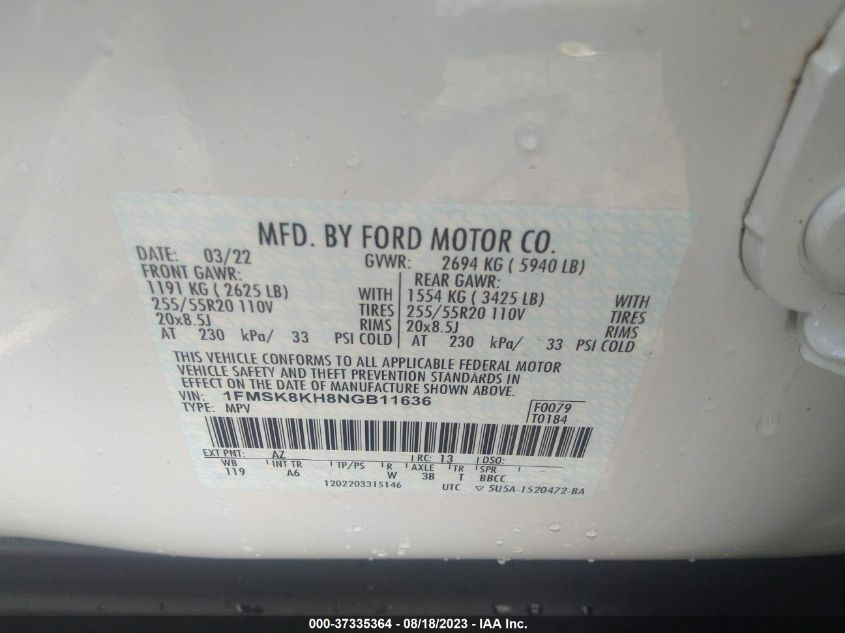 MFD. BY FORD MOTOR CO.
DATE: 03/22 GVWR: 2694 KG ( 5940 LB)
FRONT GAWR: REAR GAWR:
1191 KG ( 2625 LB) WITH 1554 KG ( 3425 LB) WITH
255/55R20 110V TIRES 255/55R20 110V TIRES
20x8.5J RIMS 20x8.5J RIMS
AT 230 kPa/ 33 PSI COLD AT 230 kPa/ 33 PSI COLD
THIS VEHICLE CONFORMS TO ALL APPLICABLE FEDERAL MOTOR
VEHICLE SAFETY AND THEFT PREVENTION STANDARDS IN
EFFECT ON THE DATE OF MANUFACTURE SHOWN ABOVE.
VIN: 1FMSK8KH8NGB11636 F0079
TYPE: MPV T0184
EXT PNT: AZ RC: 13 DSO:
WB INT TR TP/PS R AXLE TR SPR
119 A6 W 3B T BBCC
1202203315146 UTC ▽ 5U5A-1520472-BA
000-37335364 - 08/18/2023 - IAA Inc.